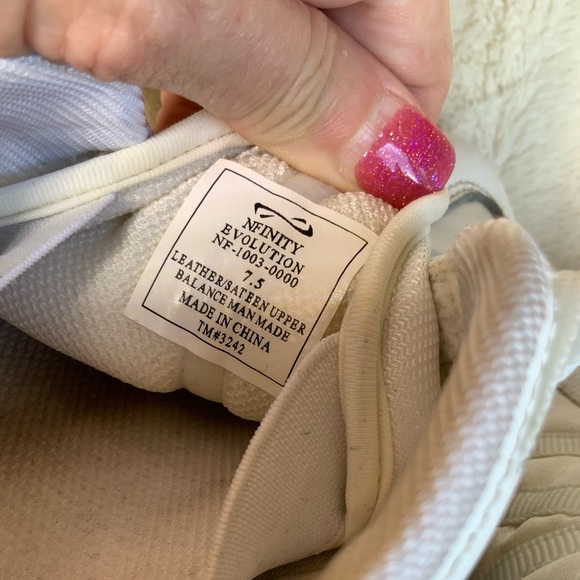 NFINITY
EVOLUTION
NF-1003-0000
7.5
LEATHER/SATEEN UPPER
BALANCE MAN MADE
MADE IN CHINA
TM#3242